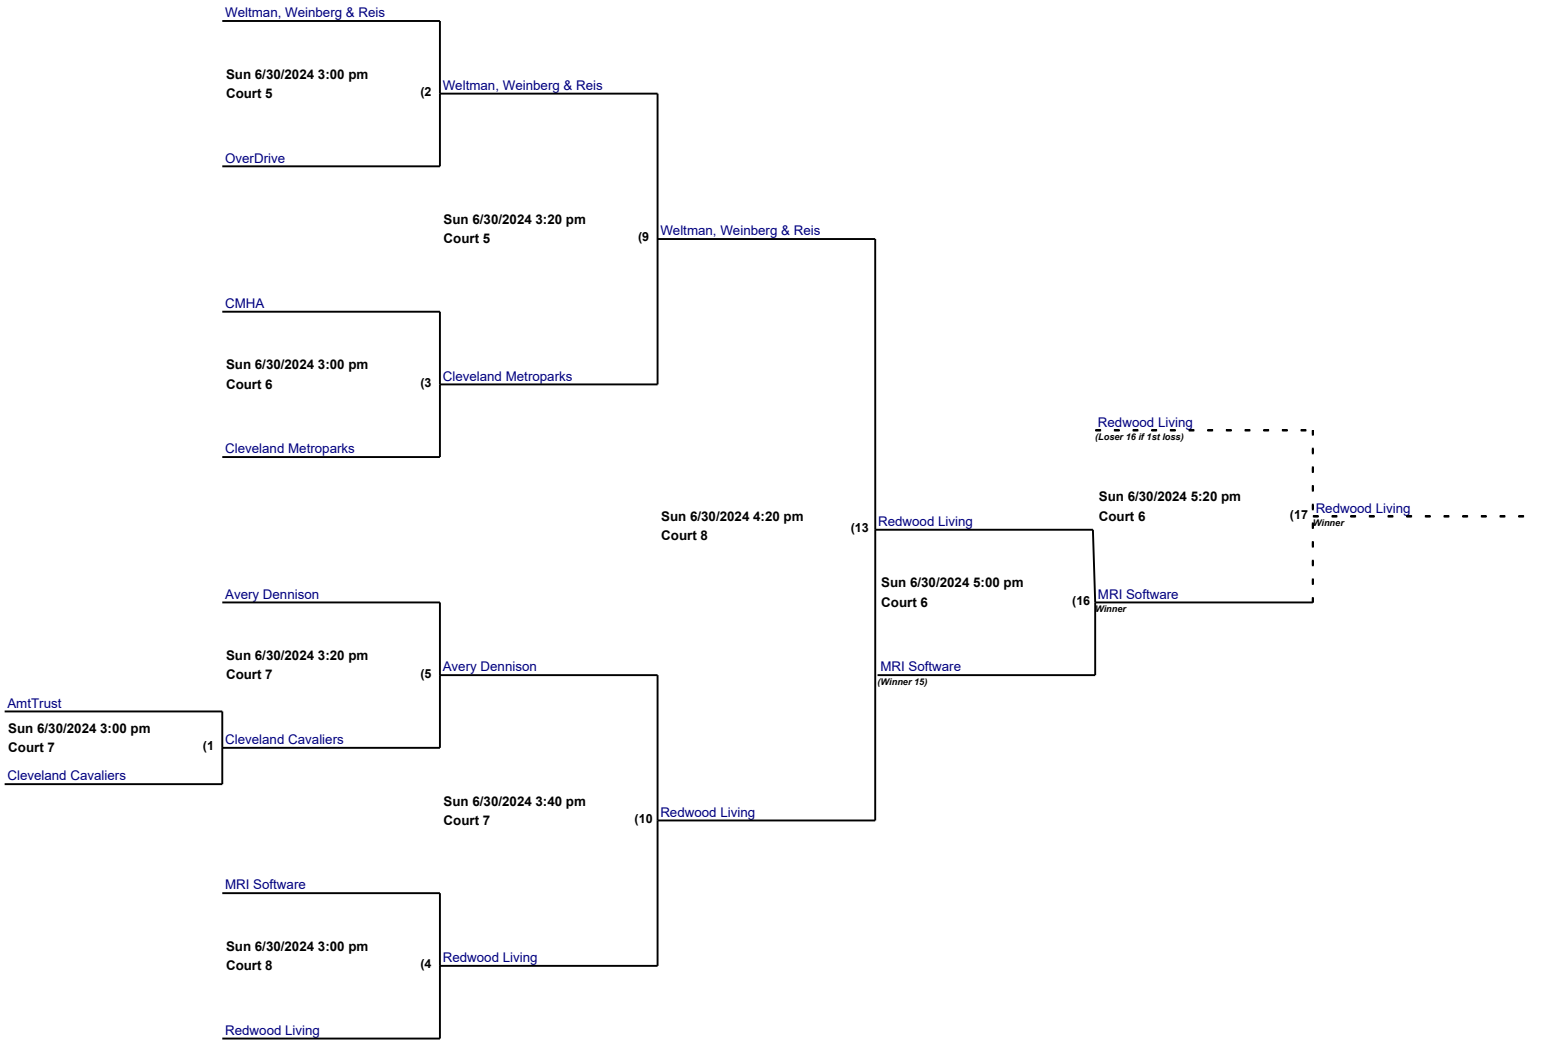 Weltman, Weinberg & Reis
Sun 6/30/2024 3:00 pm
Court 5
(2
Weltman, Weinberg & Reis
OverDrive
Sun 6/30/2024 3:20 pm
Court 5
(9
Weltman, Weinberg & Reis
CMHA
Sun 6/30/2024 3:00 pm
Court 6
(3
Cleveland Metroparks
Cleveland Metroparks
Redwood Living
(Loser 16 if 1st loss)
Sun 6/30/2024 5:20 pm
Court 6
(17
Redwood Living
Winner
Sun 6/30/2024 4:20 pm
Court 8
(13
Redwood Living
Sun 6/30/2024 5:00 pm
Court 6
(16
MRI Software
Winner
MRI Software
(Winner 15)
Avery Dennison
Sun 6/30/2024 3:20 pm
Court 7
(5
Avery Dennison
AmtTrust
Sun 6/30/2024 3:00 pm
Court 7
(1
Cleveland Cavaliers
Cleveland Cavaliers
Sun 6/30/2024 3:40 pm
Court 7
(10
Redwood Living
MRI Software
Sun 6/30/2024 3:00 pm
Court 8
(4
Redwood Living
Redwood Living